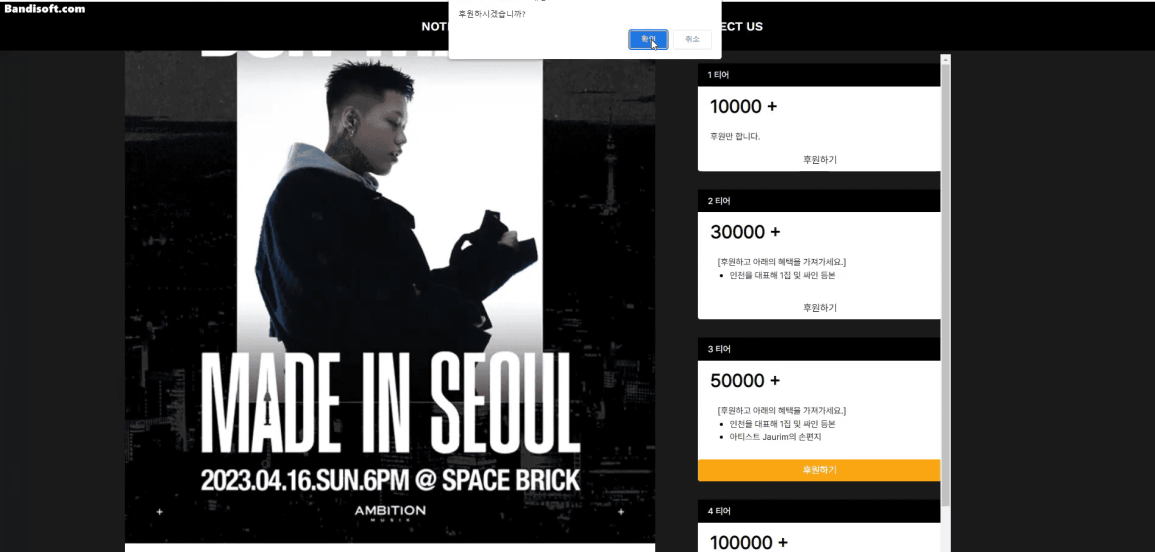 Bandisoft.com
후원하시겠습니까?
확인
취소
ECT US
1 티어
10000 +
후원만 합니다.
후원하기
2 티어
30000 +
[후원하고 아래의 혜택을 가져가세요.]
인천을 대표해 1집 및 싸인 등본
후원하기
3 티어
50000 +
[후원하고 아래의 혜택을 가져가세요.]
인천을 대표해 1집 및 싸인 등본
아티스트 Jaurim의 손편지
후원하기
4 티어
100000 +
MADE IN SEOUL
2023.04.16.SUN.6PM @ SPACE BRICK
AMBITION
MUSIK